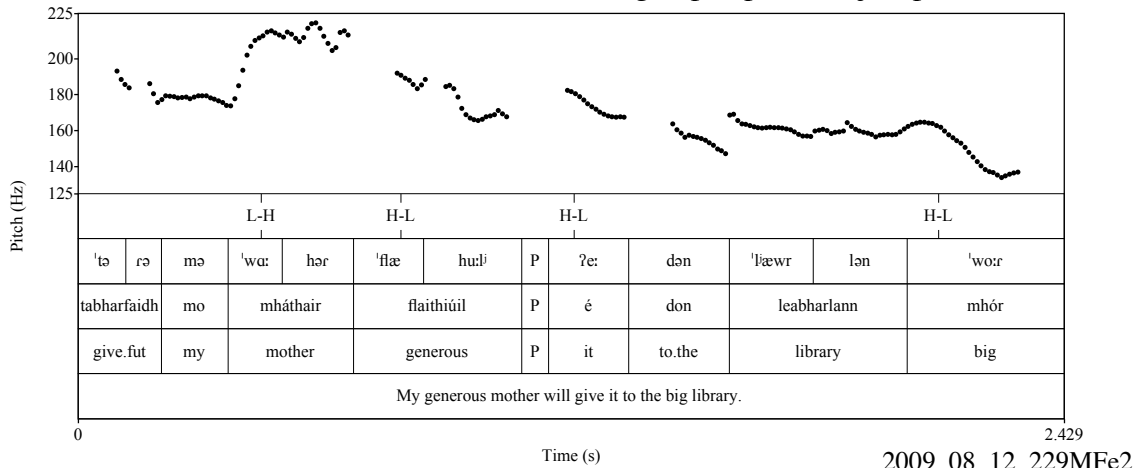 225
200
180
160
140
125
Pitch (Hz)
L-H H-L H-L H-L
ˈtə ɾə mə ˈwɑː həɾ ˈflæ huːlʲ P ʔeː dən ˈlʲæwr lən ˈwoːɾ
tabharfaidh mo mháthair flaithiúil P é don leabharlann mhór
give.fut my mother generous P it to.the library big
My generous mother will give it to the big library.
0 2.429
Time (s)
2009_08_12_229MFe2